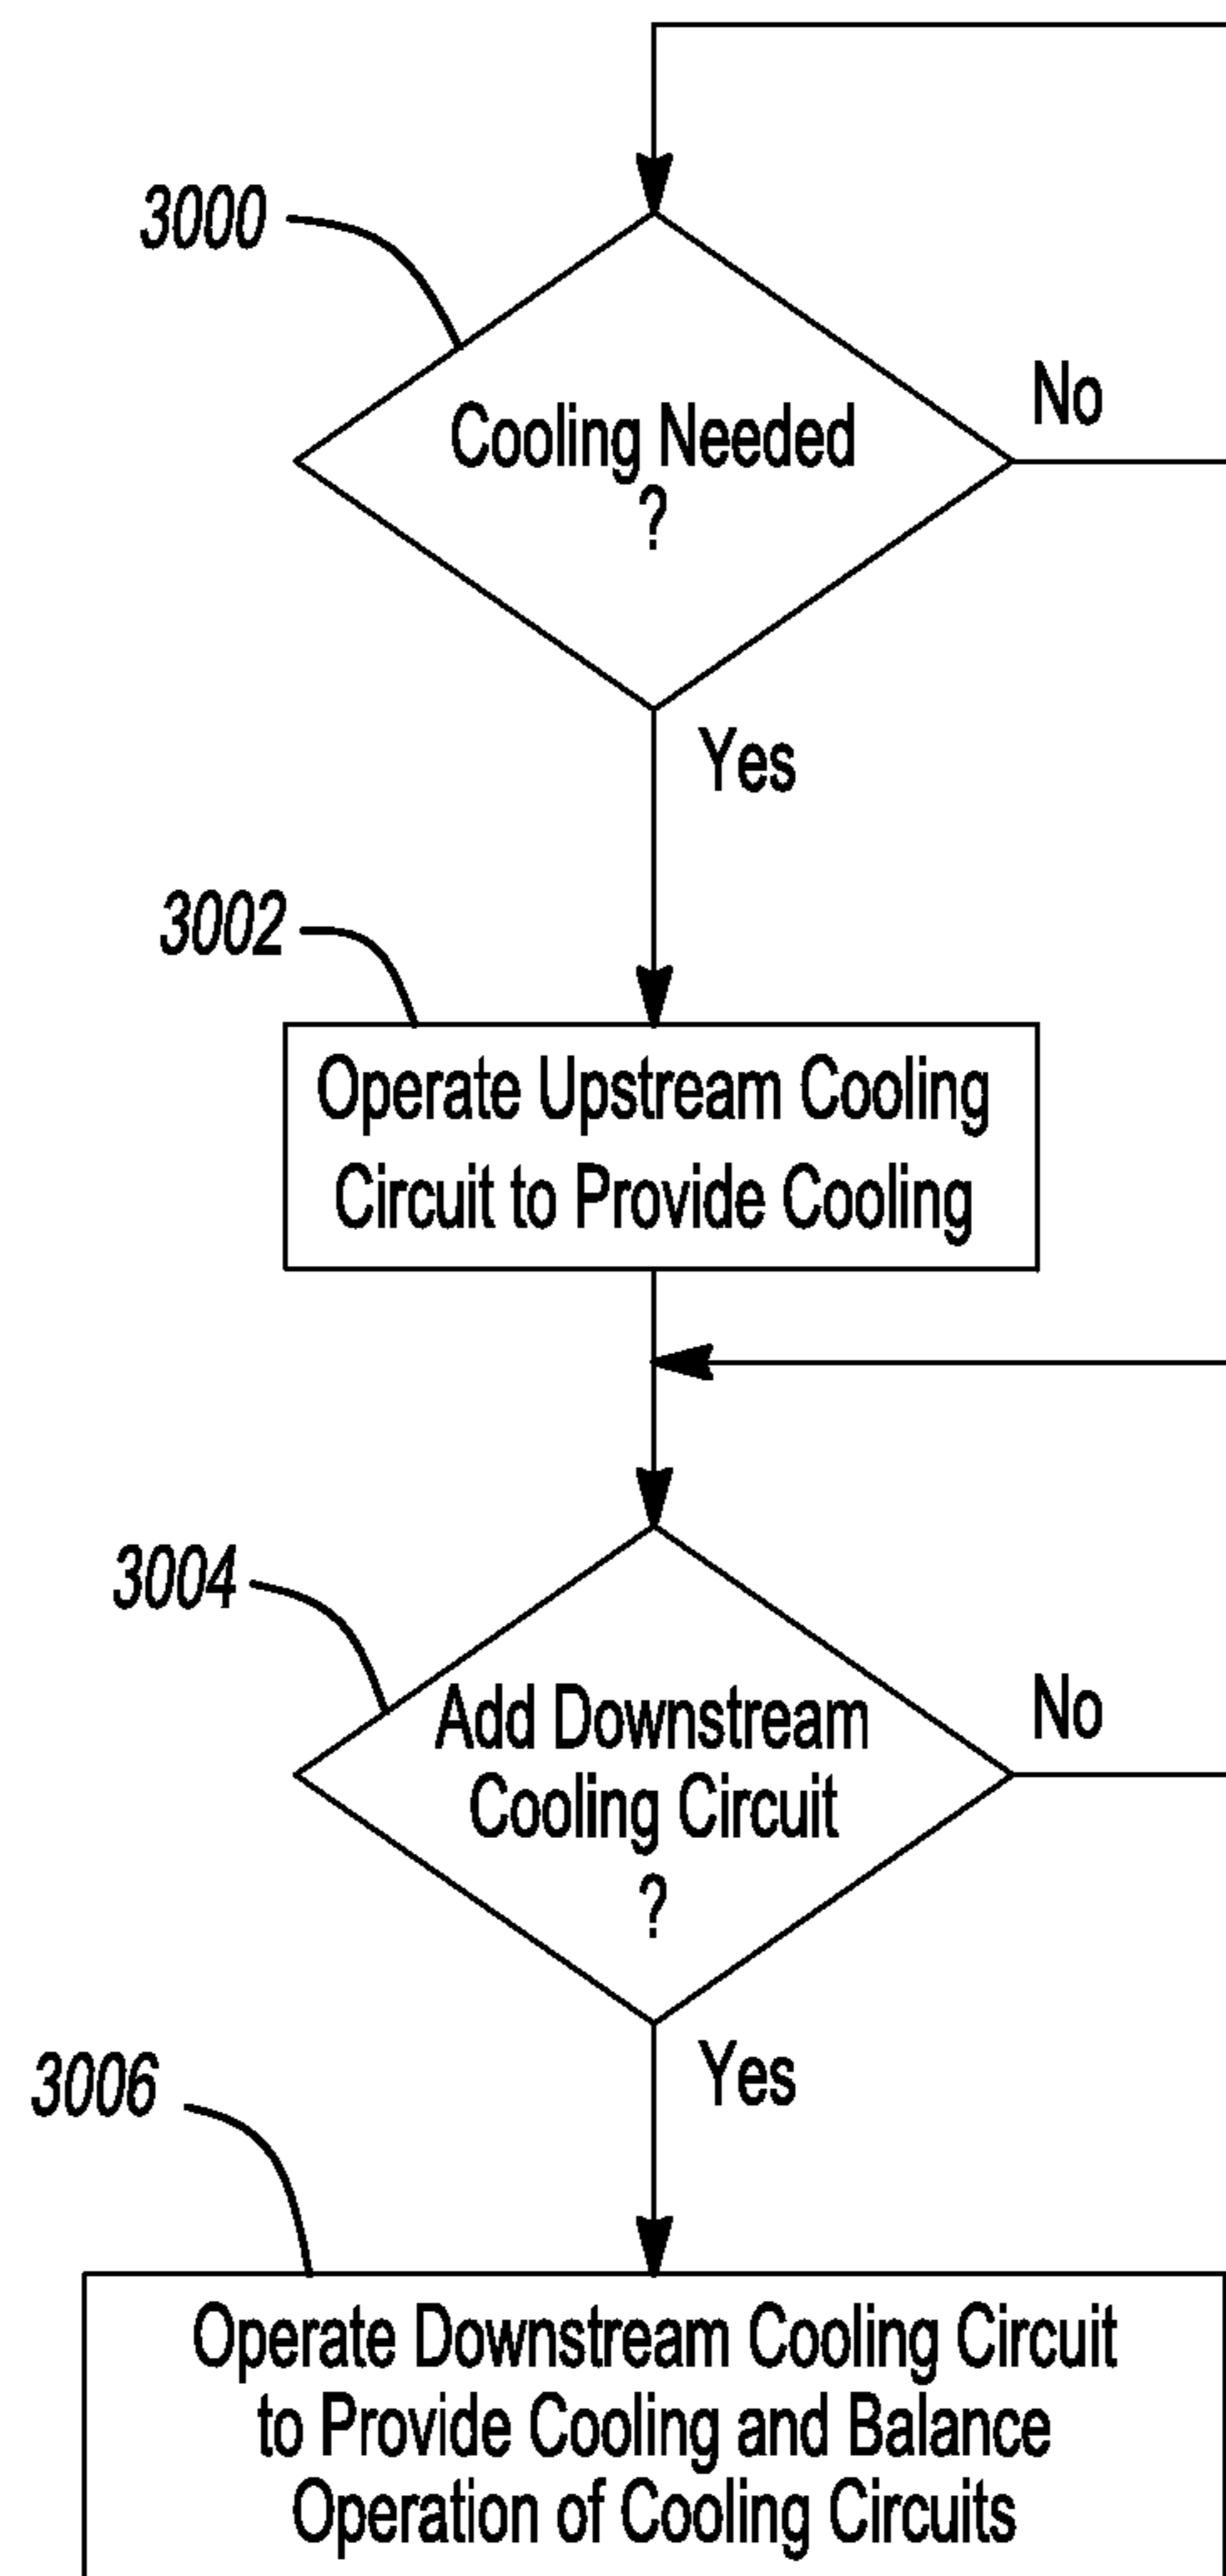 3000
Cooling Needed
?
No
Yes
3002
Operate Upstream Cooling
Circuit to Provide Cooling
3004
Add Downstream
Cooling Circuit
?
No
Yes
3006
Operate Downstream Cooling Circuit
to Provide Cooling and Balance
Operation of Cooling Circuits